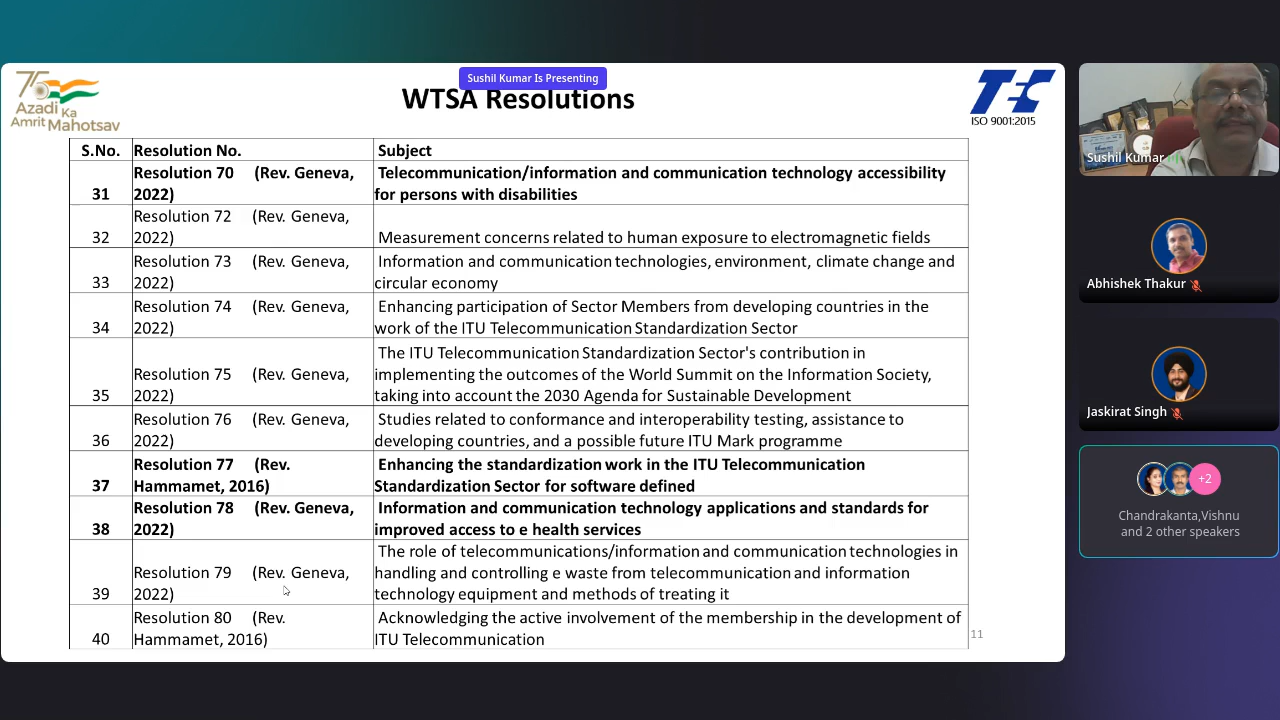 Sushil Kumar Is Presenting
75
Azadi Ka
Amrit Mahotsav
WTSA Resolutions
TEC
ISO 9001:2015
S.No. Resolution No. Subject
31 Resolution 70 (Rev. Geneva, 2022) Telecommunication/information and communication technology accessibility
for persons with disabilities
32 Resolution 72 (Rev. Geneva, 2022) Measurement concerns related to human exposure to electromagnetic fields
33 Resolution 73 (Rev. Geneva, 2022) Information ad communication technologies, environment, climate change and
circular economy
34 Resolution 74 (Rev. Geneva, 2022) Enhancing participation of Sector Members from developing countries in the
work of the ITU Telecommunication Standardization Sector
35 Resolution 75 (Rev. Geneva, 2022) The ITU Telecommunication Standardization Sector's contribution in
implementing the outcomes of the World Summit on the Information Society,
taking into account the 2030 Agenda for Sustainable Development
36 Resolution 76 (Rev. Geneva, 2022) Studies related to conformance and interoperability testing, assistance to
developing countries, and a possible future ITU Mark programme
37 Resolution 77 (Rev. Hammamet, 2016) Enhancing the standardization work in the ITU Telecommunication
Standardization Sector for software defined
38 Resolution 78 (Rev. Geneva, 2022) Information and communication technology applications and standards for
improved access to e health services
39 Resolution 79 (Rev. Geneva, 2022) The role of telecommunications/information and communication technologies in
handling and controlling e waste from telecommunication and information
technology equipment and methods of treating it
40 Resolution 80 (Rev. Hammamet, 2016) Acknowledging the active involvement of the membership in the development of
ITU Telecommunication
11
Sushil Kumar
Abhishek Thakur
Jaskirat Singh
+2
Chandrakanta,Vishnu
and 2 other speakers